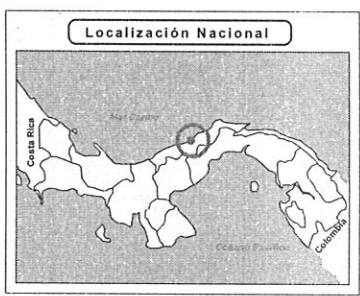 Localización Nacional
Mar Caribe
Costa Rica
Océano Pacífico
Colombia